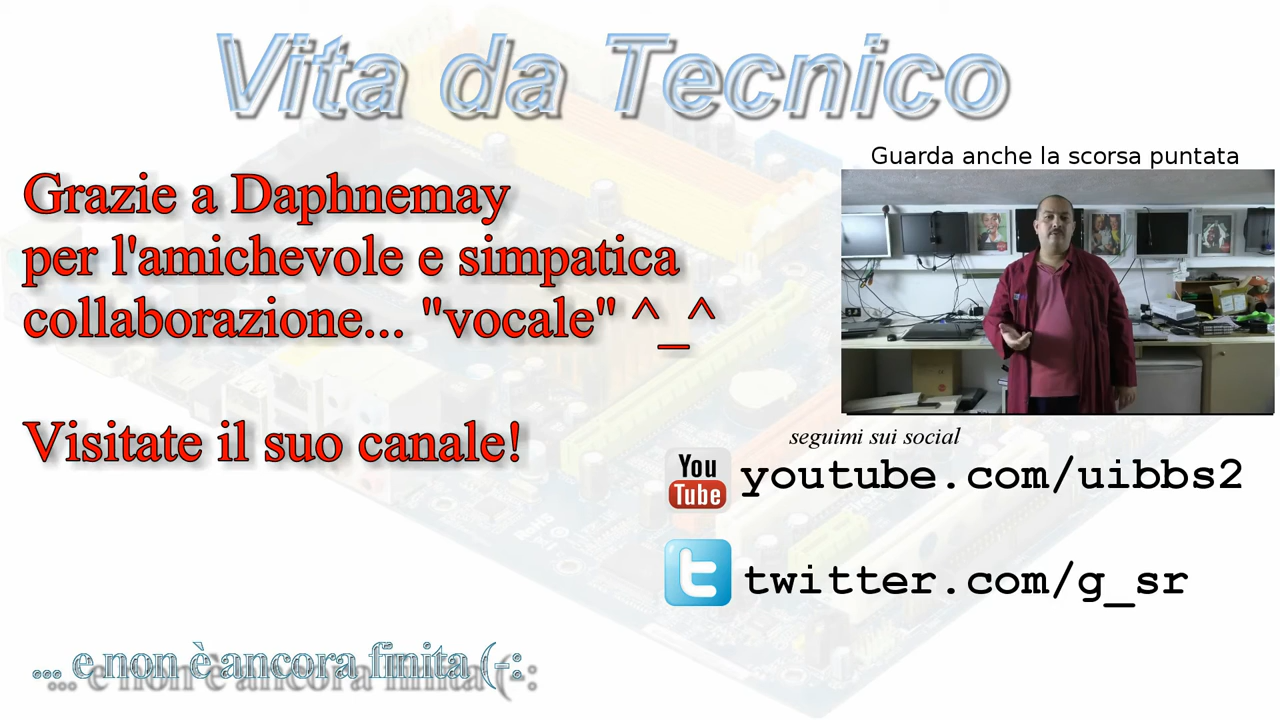 Vita da Tecnico
Grazie a Daphnemay
per l'amichevole e simpatica
collaborazione... "vocale" ^_^
Visitate il suo canale!
Guarda anche la scorsa puntata
seguimi sui social
You
Tube
youtube.com/uibbs2
t
twitter.com/g_sr
... e non è ancora finita (-: